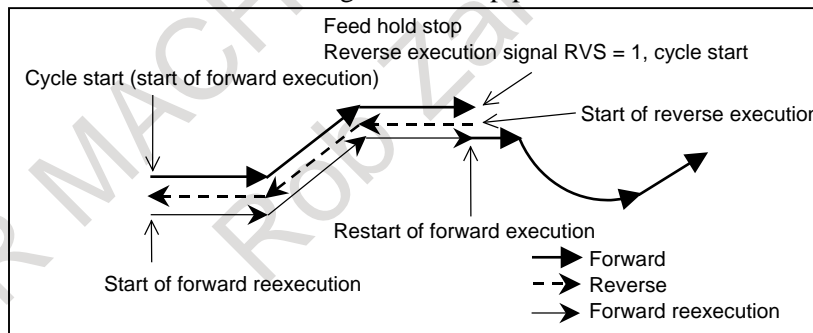 Feed hold stop
Reverse execution signal RVS = 1, cycle start
Cycle start (start of forward execution)
Start of reverse execution
Restart of forward execution
Start of forward reexecution
Forward
Reverse
Forward reexecution